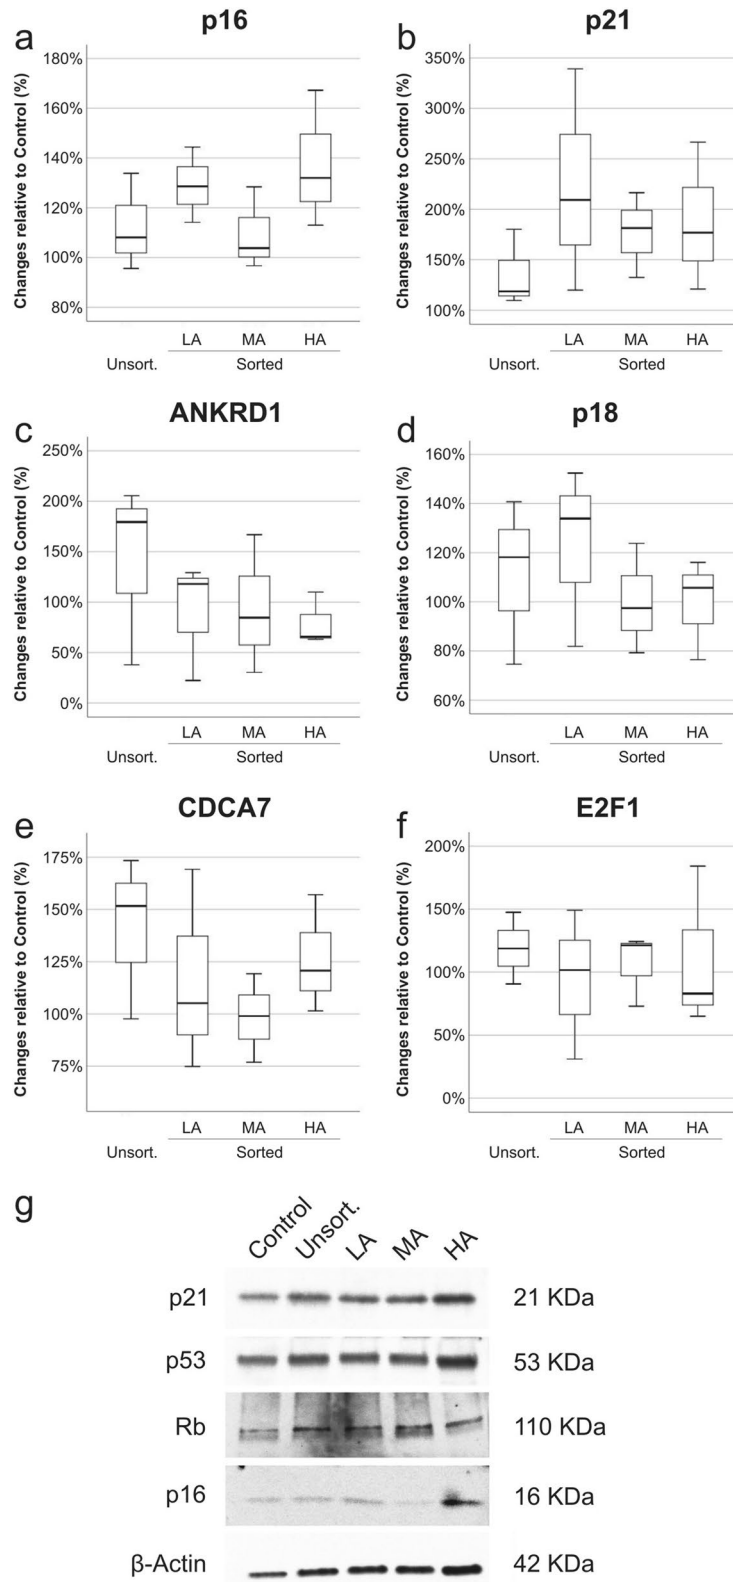 a
p16
Changes relative to Control (%)
180%
160%
140%
120%
100%
80%
LA MA HA
Unsort. Sorted
b
p21
Changes relative to Control (%)
350%
300%
250%
200%
150%
100%
LA MA HA
Unsort. Sorted
c
ANKRD1
Changes relative to Control (%)
250%
200%
150%
100%
50%
0%
LA MA HA
Unsort. Sorted
d
p18
Changes relative to Control (%)
160%
140%
120%
100%
80%
60%
LA MA HA
Unsort. Sorted
e
CDCA7
Changes relative to Control (%)
175%
150%
125%
100%
75%
LA MA HA
Unsort. Sorted
f
E2F1
Changes relative to Control (%)
200%
150%
100%
50%
0%
LA MA HA
Unsort. Sorted
g
Control Unsort. LA MA HA
p21 21 KDa
p53 53 KDa
Rb 110 KDa
p16 16 KDa
β-Actin 42 KDa